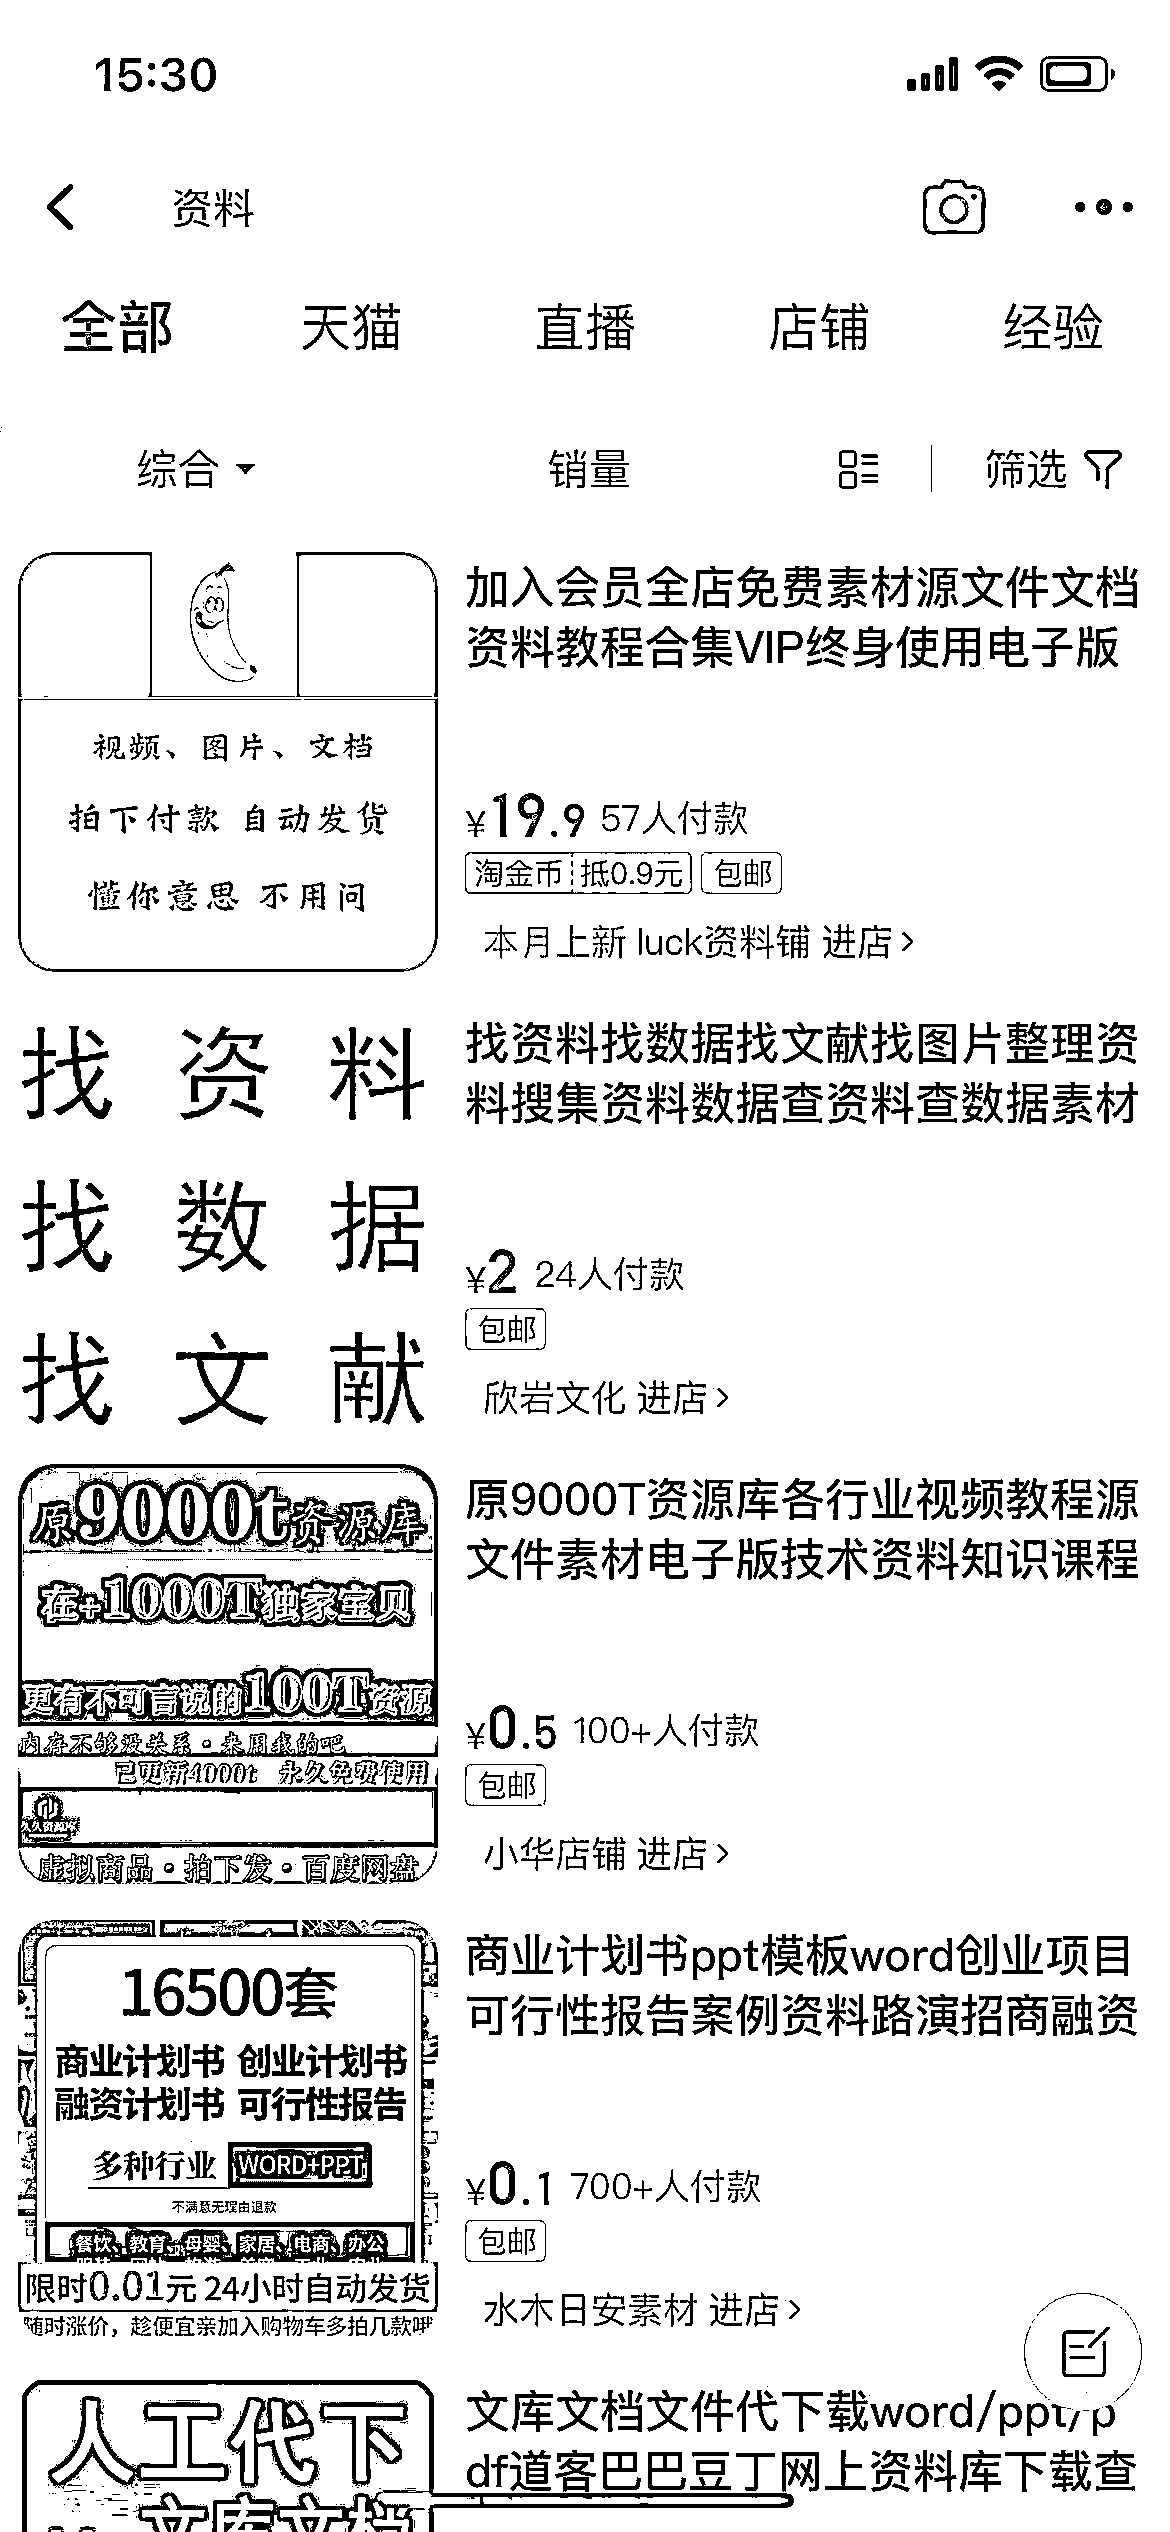 15:30
资料
全部 天猫 直播 店铺 经验
综合 销量 筛选
视频、图片、文档
拍下付款 自动发货
懂你意思 不用问
加入会员全店免费素材源文件文档
资料教程合集VIP终身使用电子版
¥19.9 57人付款
淘金币 抵0.9元 包邮
本月上新 luck资料铺 进店
找资料
找数据
找文献
找资料找数据找文献找图片整理资
料搜集资料数据查资料查数据素材
¥2 24人付款
包邮
欣岩文化 进店
原9000t资源库
在+1000T独家宝贝
更有不可言说的100T资源
内存不够没关系·来用我的吧
已更新4000t 永久免费使用
久久资源库
虚拟商品·拍下发·百度网盘
原9000T资源库各行业视频教程源
文件素材电子版技术资料知识课程
¥0.5 100+人付款
包邮
小华店铺 进店
16500套
商业计划书 创业计划书
融资计划书 可行性报告
多种行业 WORD+PPT
不满意无理由退款
餐饮 教育 母婴 家居 电商 办公
限时0.01元 24小时自动发货
随时涨价，趁便宜亲加入购物车多拍几款哦
商业计划书ppt模板word创业项目
可行性报告案例资料路演招商融资
¥0.1 700+人付款
包邮
水木日安素材 进店
人工代下
文库文档
文库文档文件代下载word/ppt/p
df道客巴巴豆丁网上资料库下载查